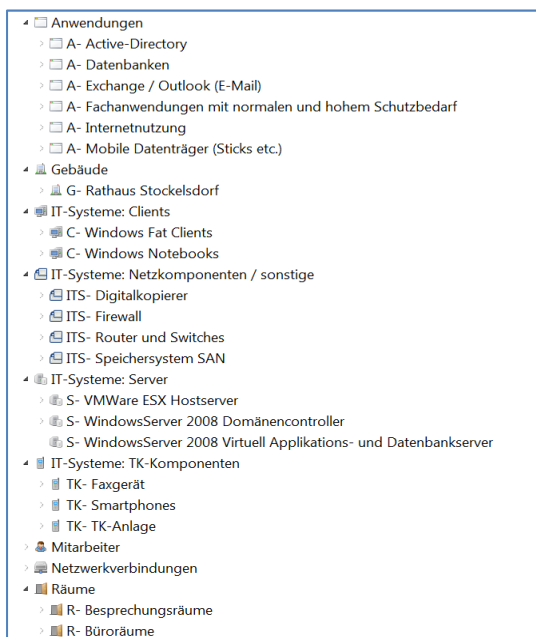 Anwendungen
A- Active-Directory
A- Datenbanken
A- Exchange / Outlook (E-Mail)
A- Fachanwendungen mit normalen und hohem Schutzbedarf
A- Internetnutzung
A- Mobile Datenträger (Sticks etc.)
Gebäude
G- Rathaus Stockelsdorf
IT-Systeme: Clients
C- Windows Fat Clients
C- Windows Notebooks
IT-Systeme: Netzkomponenten / sonstige
ITS- Digitalkopierer
ITS- Firewall
ITS- Router und Switches
ITS- Speichersystem SAN
IT-Systeme: Server
S- VMWare ESX Hostserver
S- WindowsServer 2008 Domänencontroller
S- WindowsServer 2008 Virtuell Applikations- und Datenbankserver
IT-Systeme: TK-Komponenten
TK- Faxgerät
TK- Smartphones
TK- TK-Anlage
Mitarbeiter
Netzwerkverbindungen
Räume
R- Besprechungsräume
R- Büroräume